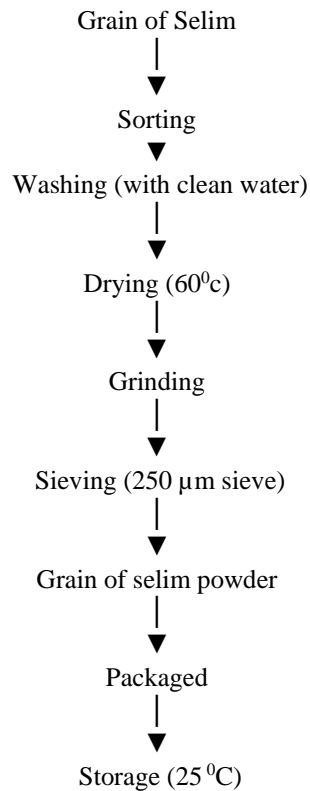 Grain of Selim
Sorting
Washing (with clean water)
Drying (60⁰c)
Grinding
Sieving (250 µm sieve)
Grain of selim powder
Packaged
Storage (25 ⁰C)